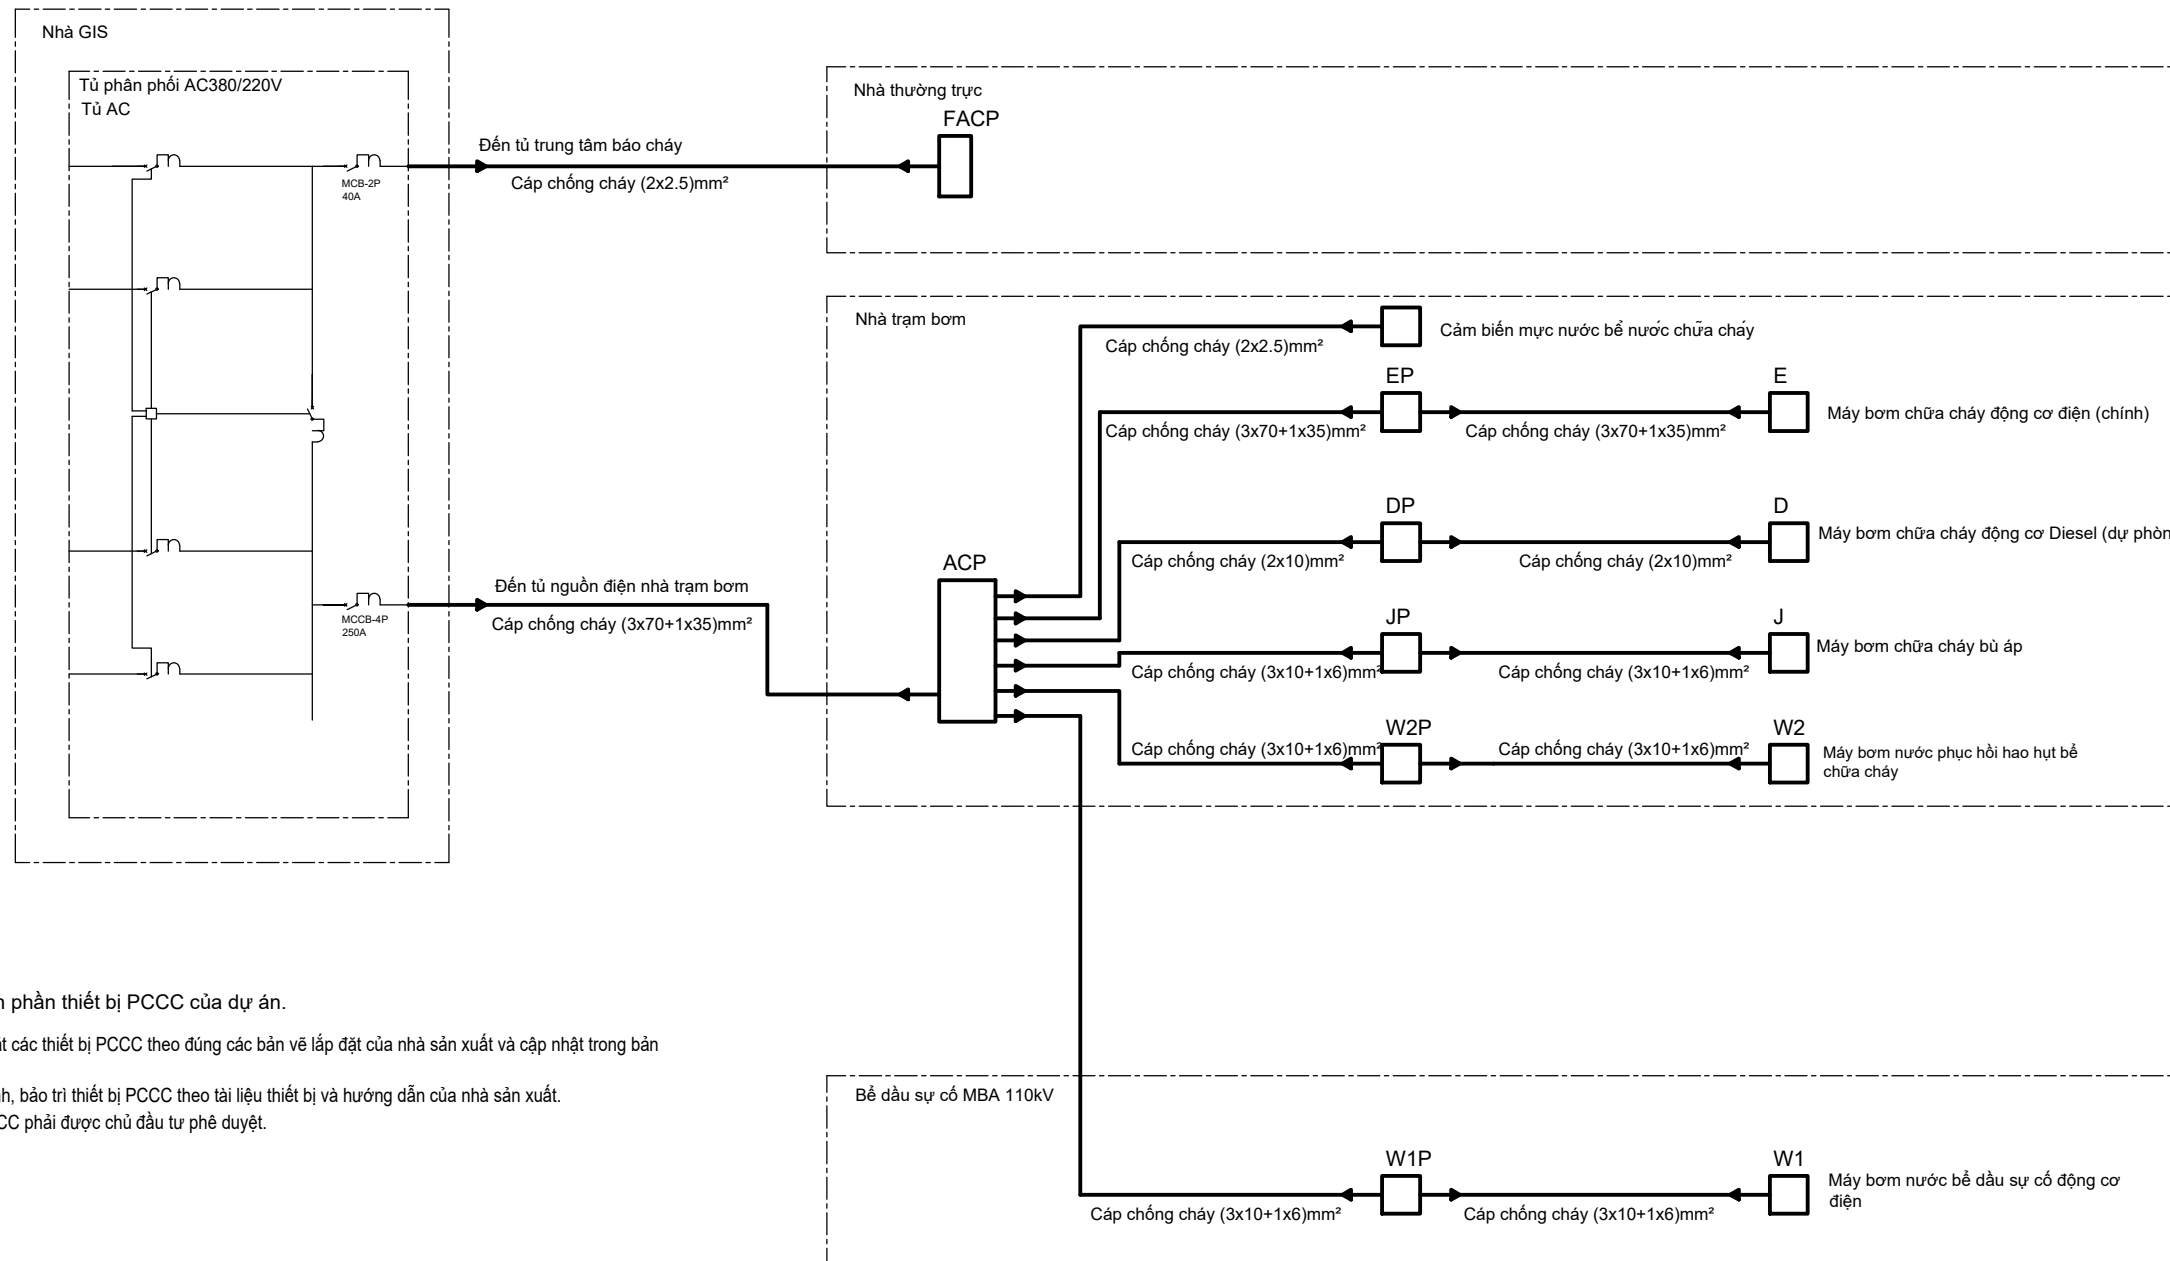 Nhà GIS
Tủ phân phối AC380/220V
Tủ AC
MCB-2P
40A
Đến tủ trung tâm báo cháy
Cáp chống cháy (2x2.5)mm²
Nhà thường trực
FACP
Nhà trạm bơm
Cáp chống cháy (2x2.5)mm²
Cảm biến mực nước bể nước chữa cháy
EP
E
Cáp chống cháy (3x70+1x35)mm²
Cáp chống cháy (3x70+1x35)mm²
Máy bơm chữa cháy động cơ điện (chính)
DP
D
Cáp chống cháy (2x10)mm²
Cáp chống cháy (2x10)mm²
Máy bơm chữa cháy động cơ Diesel (dự phòn
ACP
MCCB-4P
250A
Đến tủ nguồn điện nhà trạm bơm
Cáp chống cháy (3x70+1x35)mm²
JP
J
Cáp chống cháy (3x10+1x6)mm²
Cáp chống cháy (3x10+1x6)mm²
Máy bơm chữa cháy bù áp
W2P
W2
Cáp chống cháy (3x10+1x6)mm²
Cáp chống cháy (3x10+1x6)mm²
Máy bơm nước phục hồi hao hụt bể
chữa cháy
phần thiết bị PCCC của dự án.
các thiết bị PCCC theo đúng các bản vẽ lắp đặt của nhà sản xuất và cập nhật trong bản
bảo trì thiết bị PCCC theo tài liệu thiết bị và hướng dẫn của nhà sản xuất.
phải được chủ đầu tư phê duyệt.
Bể dầu sự cố MBA 110kV
W1P
W1
Cáp chống cháy (3x10+1x6)mm²
Cáp chống cháy (3x10+1x6)mm²
Máy bơm nước bể dầu sự cố động cơ
điện